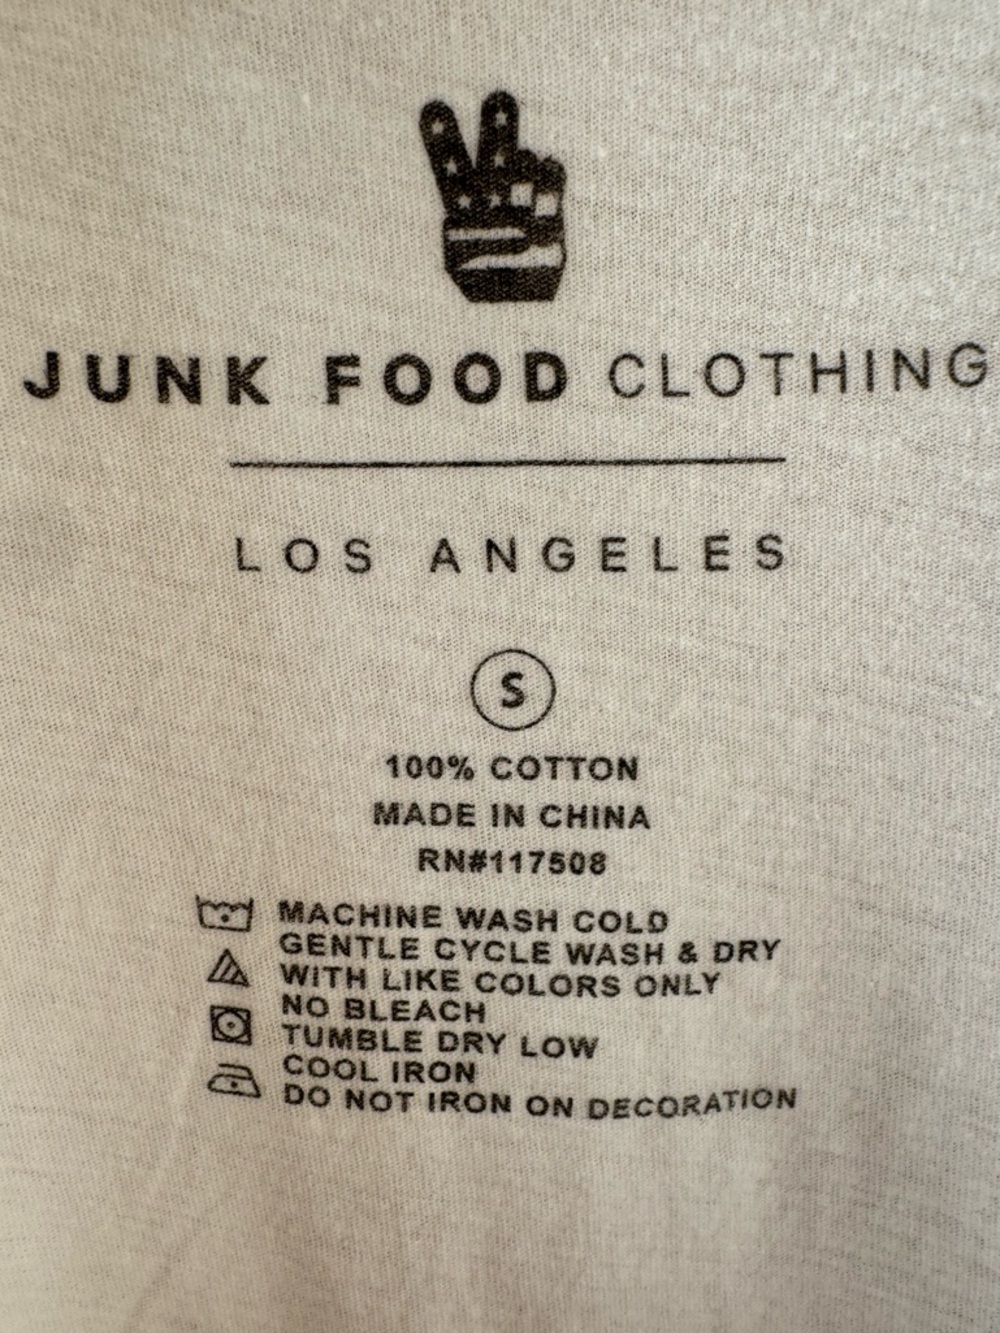 JUNK FOOD CLOTHING
LOS ANGELES
S
100% COTTON
MADE IN CHINA
RN#117508
MACHINE WASH COLD
GENTLE CYCLE WASH & DRY
WITH LIKE COLORS ONLY
NO BLEACH
TUMBLE DRY LOW
COOL IRON
DO NOT IRON ON DECORATION